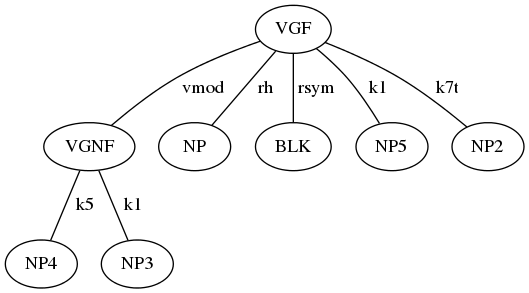 VGF
vmod rh rsym k1 k7t
VGNF NP BLK NP5 NP2
k5 k1
NP4 NP3